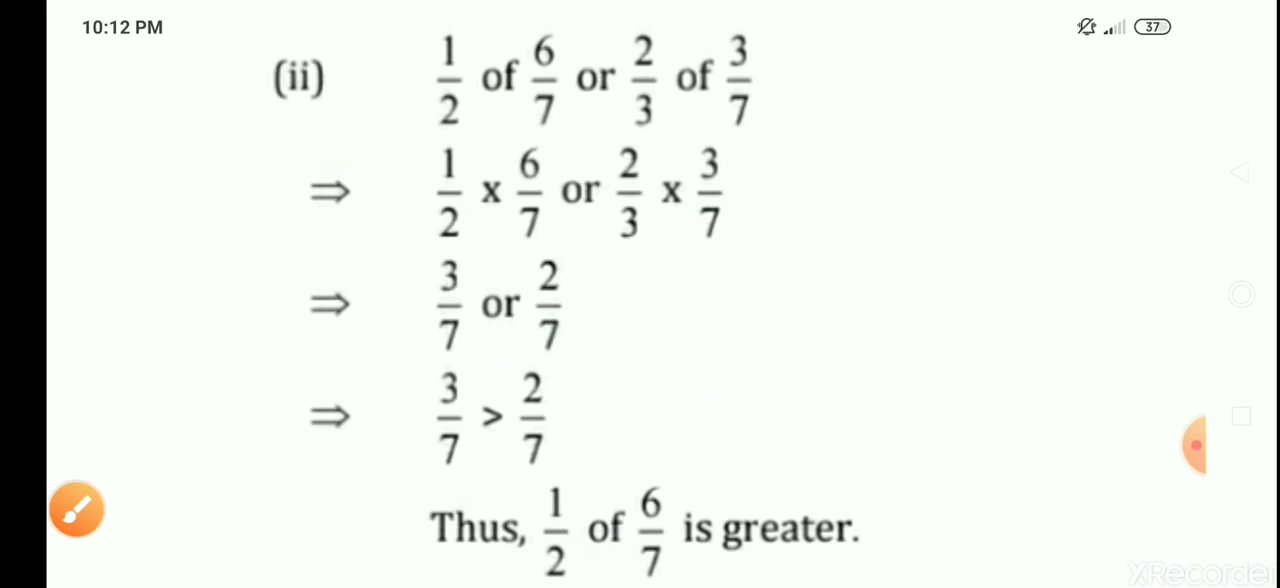 10:12 PM 37
(ii) 1/2 of 6/7 or 2/3 of 3/7
⇒ 1/2 x 6/7 or 2/3 x 3/7
⇒ 3/7 or 2/7
⇒ 3/7 > 2/7
Thus, 1/2 of 6/7 is greater.
XRecorder